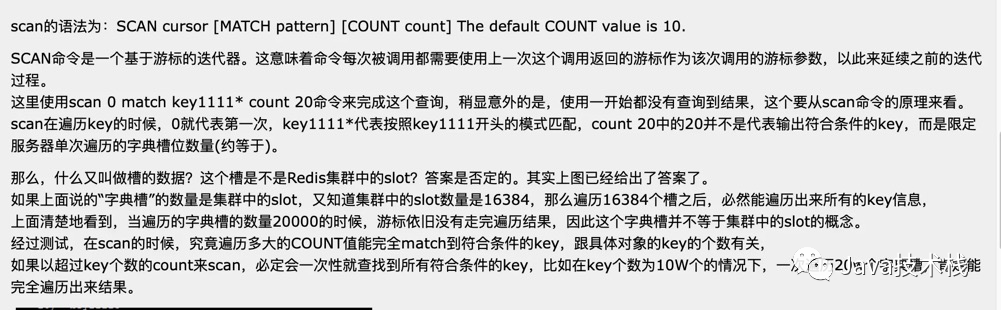 scan的语法为：SCAN cursor [MATCH pattern] [COUNT count] The default COUNT value is 10.
SCAN命令是一个基于游标的迭代器。这意味着命令每次被调用都需要使用上一次这个调用返回的游标作为该次调用的游标参数，以此来延续之前的迭代
过程。
这里使用scan 0 match key1111* count 20命令来完成这个查询，稍显意外的是，使用一开始都没有查询到结果，这个要从scan命令的原理来看。
scan在遍历key的时候，0就代表第一次，key1111*代表按照key1111开头的模式匹配，count 20中的20并不是代表输出符合条件的key，而是限定
服务器单次遍历的字典槽位数量(约等于)。
那么，什么又叫做槽的数据？这个槽是不是Redis集群中的slot？答案是否定的。其实上图已经给出了答案了。
如果上面说的“字典槽”的数量是集群中的slot，又知道集群中的slot数量是16384，那么遍历16384个槽之后，必然能遍历出来所有的key信息，
上面清楚地看到，当遍历的字典槽的数量20000的时候，游标依旧没有走完遍历结果，因此这个字典槽并不等于集群中的slot的概念。
经过测试，在scan的时候，究竟遍历多大的COUNT值能完全match到符合条件的key，跟具体对象的key的个数有关，
如果以超过key个数的count来scan，必定会一次性就查找到所有符合条件的key，比如在key个数为10W个的情况下，一次 20w个 能
完全遍历出来结果。
Java技术栈